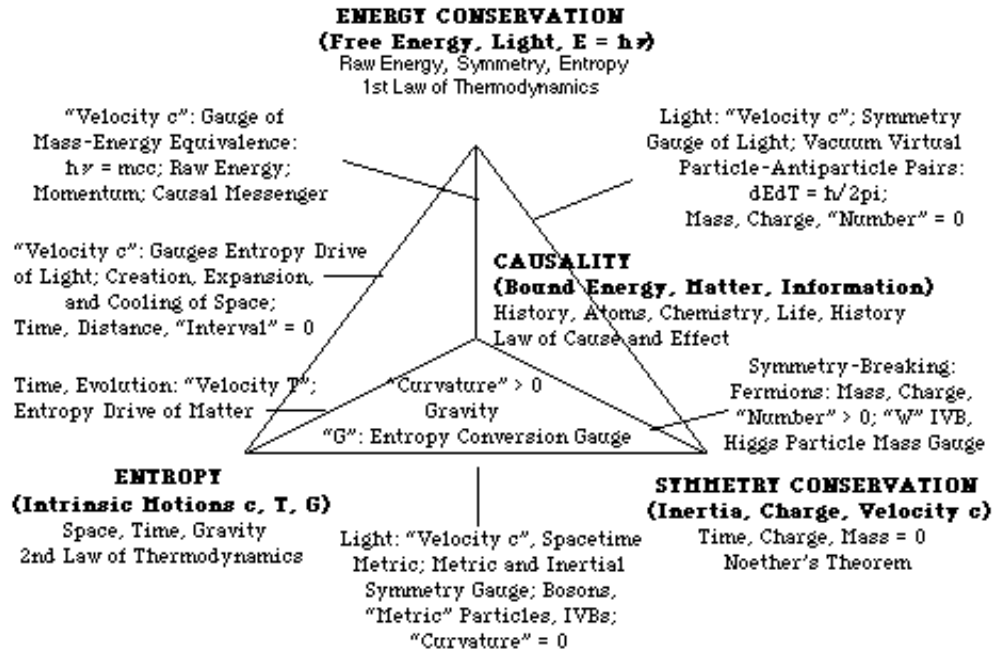 ENERGY CONSERVATION
(Free Energy, Light, E = hν)
Raw Energy, Symmetry, Entropy
1st Law of Thermodynamics
"Velocity c": Gauge of
Mass-Energy Equivalence:
hν = mcc; Raw Energy;
Momentum; Causal Messenger
Light: "Velocity c"; Symmetry
Gauge of Light; Vacuum Virtual
Particle-Antiparticle Pairs:
dEdT = h/2pi;
Mass, Charge, "Number" = 0
"Velocity c": Gauges Entropy Drive
of Light; Creation, Expansion,
and Cooling of Space;
Time, Distance, "Interval" = 0
CAUSALITY
(Bound Energy, Matter, Information)
History, Atoms, Chemistry, Life, History
Law of Cause and Effect
Time, Evolution: "Velocity T";
Entropy Drive of Matter
"Curvature" > 0
Gravity
"G": Entropy Conversion Gauge
Symmetry-Breaking:
Fermions: Mass, Charge,
"Number" > 0; "W" IVB,
Higgs Particle Mass Gauge
ENTROPY
(Intrinsic Motions c, T, G)
Space, Time, Gravity
2nd Law of Thermodynamics
Light: "Velocity c", Spacetime
Metric; Metric and Inertial
Symmetry Gauge; Bosons,
"Metric" Particles, IVBs;
"Curvature" = 0
SYMMETRY CONSERVATION
(Inertia, Charge, Velocity c)
Time, Charge, Mass = 0
Noether's Theorem